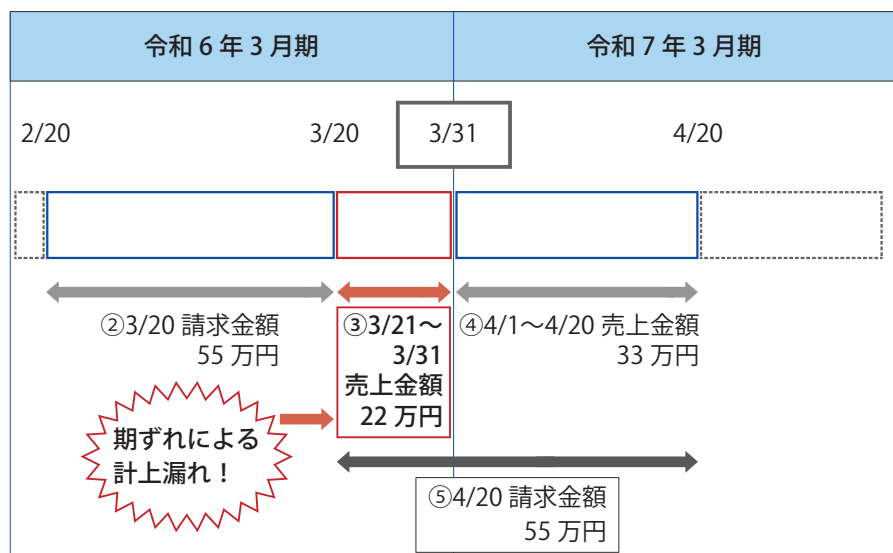 令和 6 年 3 月期
令和 7 年 3 月期
2/20
3/20
3/31
4/20
②3/20 請求金額
55 万円
③3/21～
3/31
売上金額
22 万円
④4/1～4/20 売上金額
33 万円
期ずれによる
計上漏れ！
⑤4/20 請求金額
55 万円